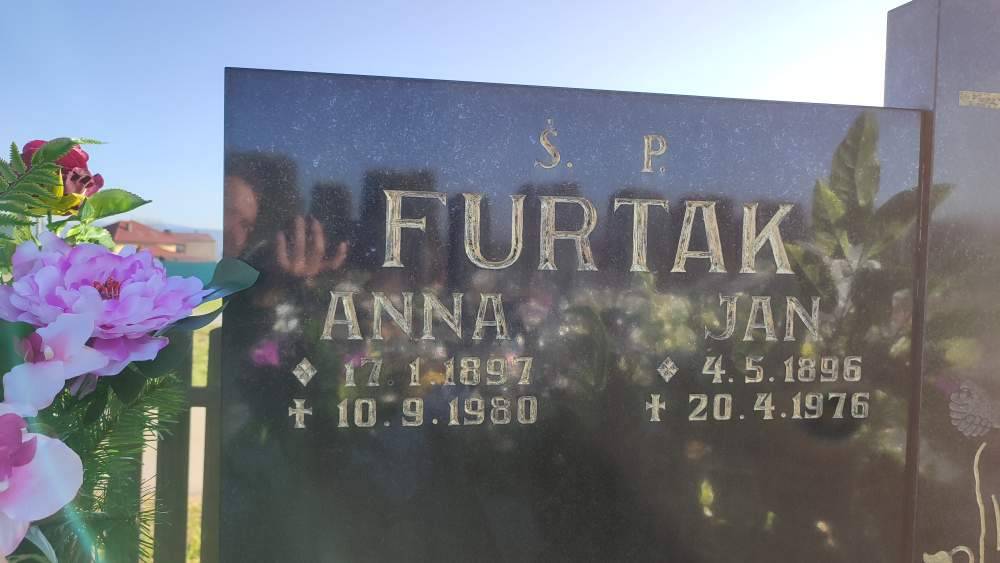 Ś. P.
FURTAK
ANNA JAN
17.1.1897 4.5.1896
10.9.1980 20.4.1976